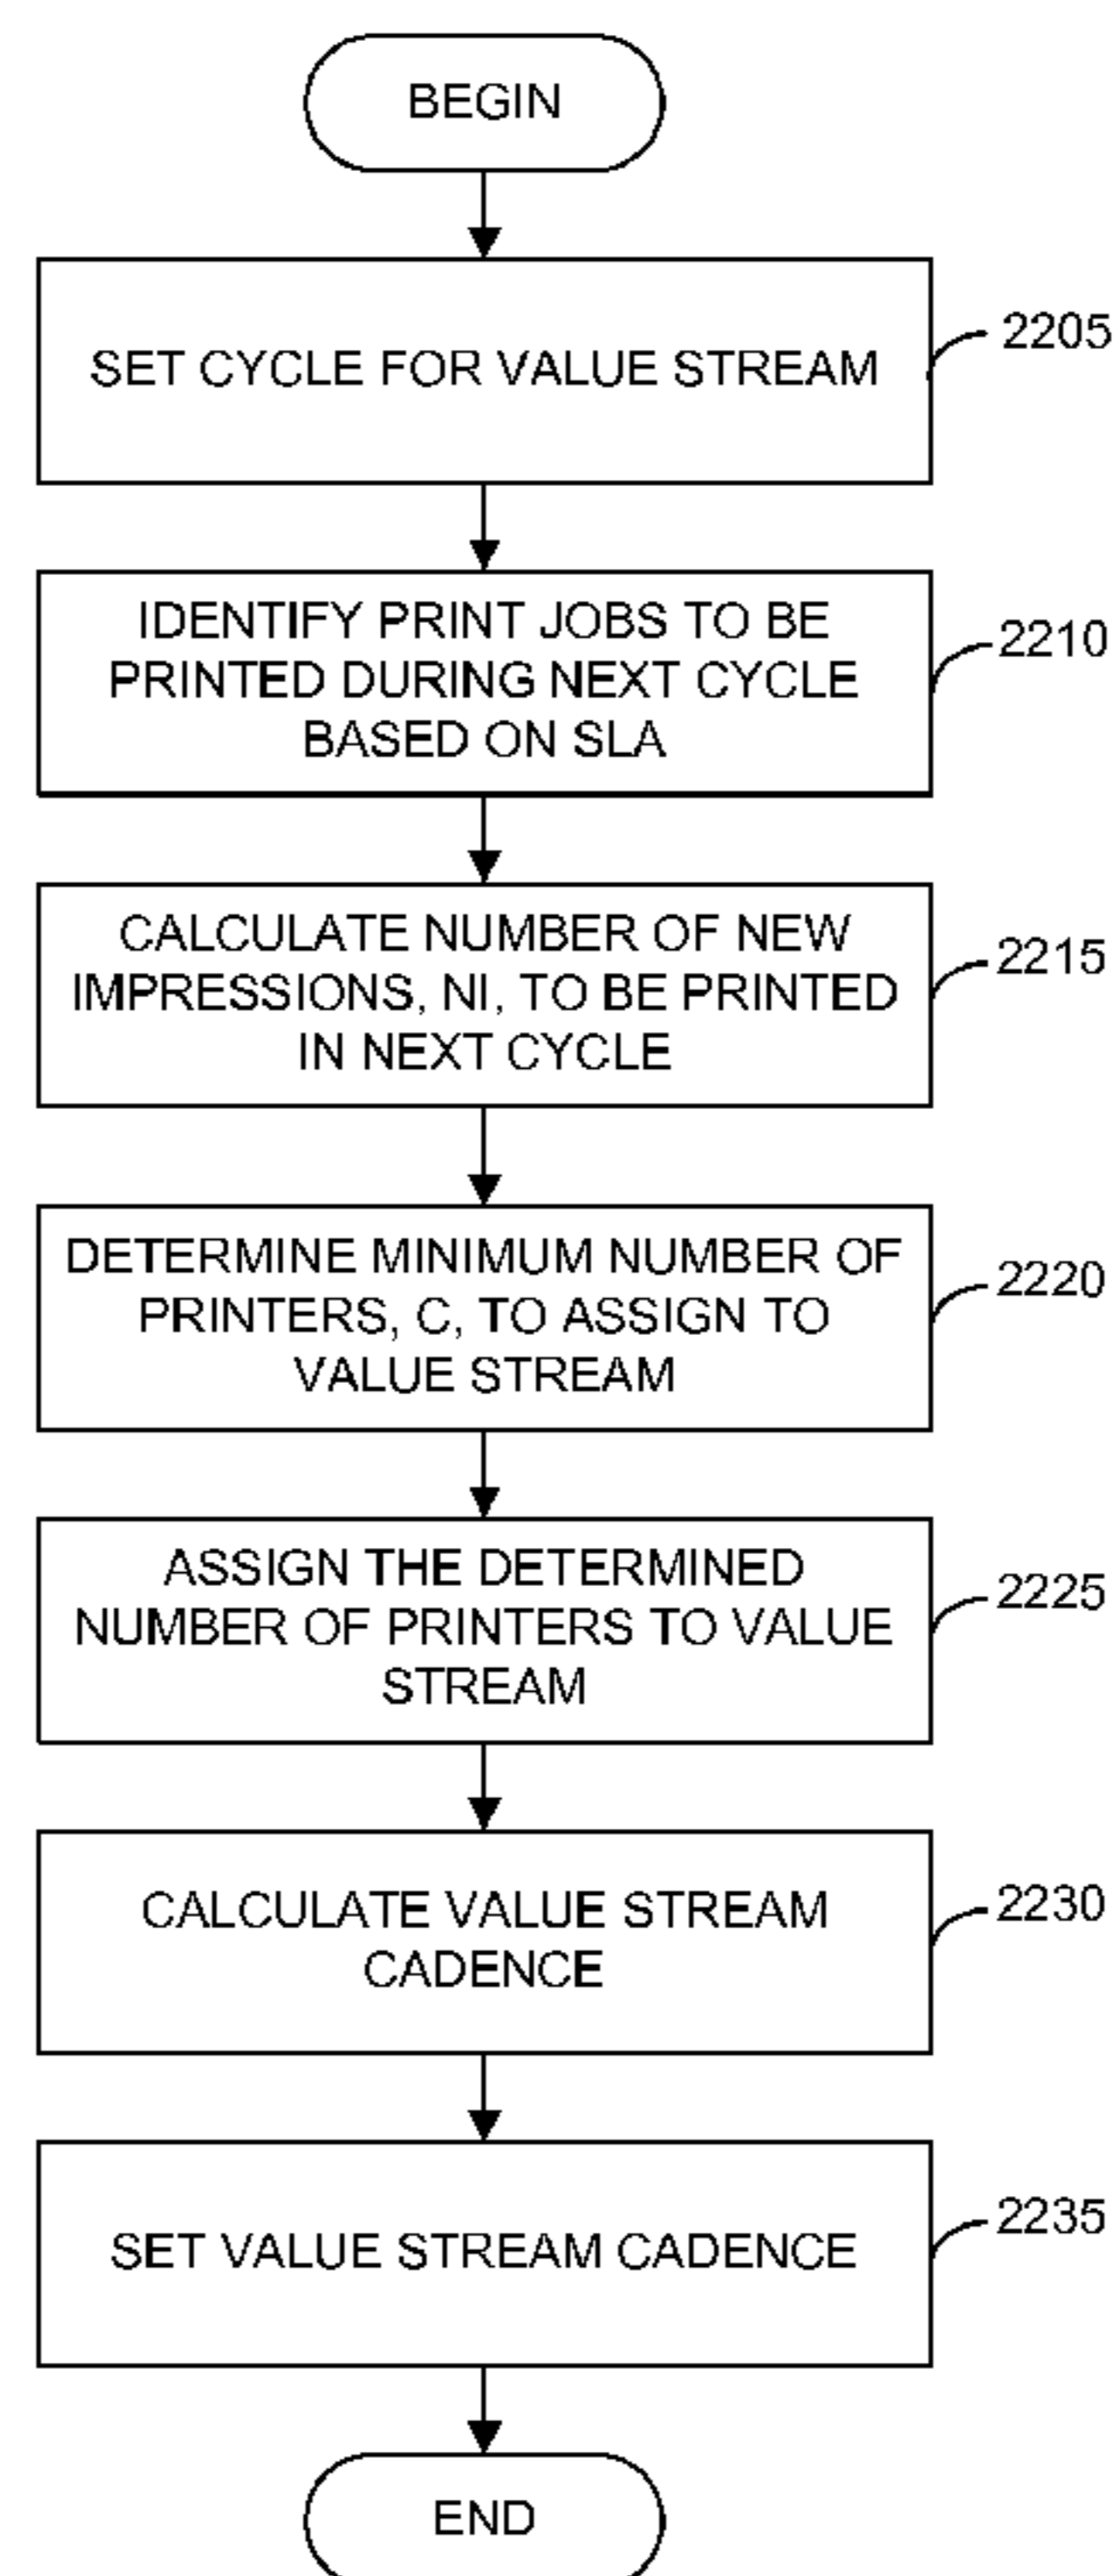 BEGIN
SET CYCLE FOR VALUE STREAM
2205
IDENTIFY PRINT JOBS TO BE
PRINTED DURING NEXT CYCLE
BASED ON SLA
2210
CALCULATE NUMBER OF NEW
IMPRESSIONS, NI, TO BE PRINTED
IN NEXT CYCLE
2215
DETERMINE MINIMUM NUMBER OF
PRINTERS, C, TO ASSIGN TO
VALUE STREAM
2220
ASSIGN THE DETERMINED
NUMBER OF PRINTERS TO VALUE
STREAM
2225
CALCULATE VALUE STREAM
CADENCE
2230
SET VALUE STREAM CADENCE
2235
END